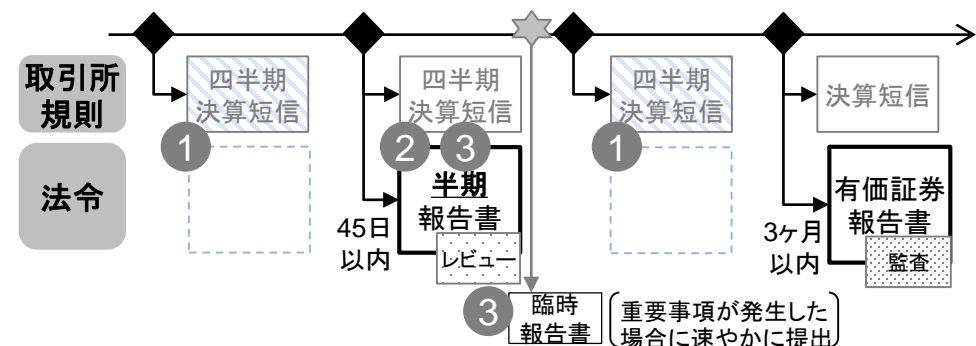 取引所
規則
四半期
決算短信
四半期
決算短信
四半期
決算短信
決算短信
1
2
3
1
法令
45日
以内
半期
報告書
レビュー
3ヶ月
以内
有価証券
報告書
監査
3
臨時
報告書
重要事項が発生した
場合に速やかに提出